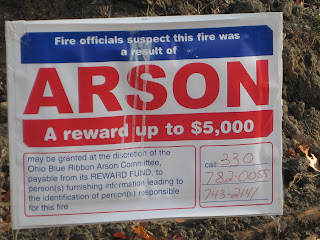 Fire officials suspect this fire was
a result of
ARSON
A reward up to $5,000
may be granted at the discretion of the
Ohio Blue Ribbon Arson Committee,
payable from its REWARD FUND, to
person(s) furnishing information leading to
the identification of person(s) responsible
for this fire
call: 330
782-0055
743-2141